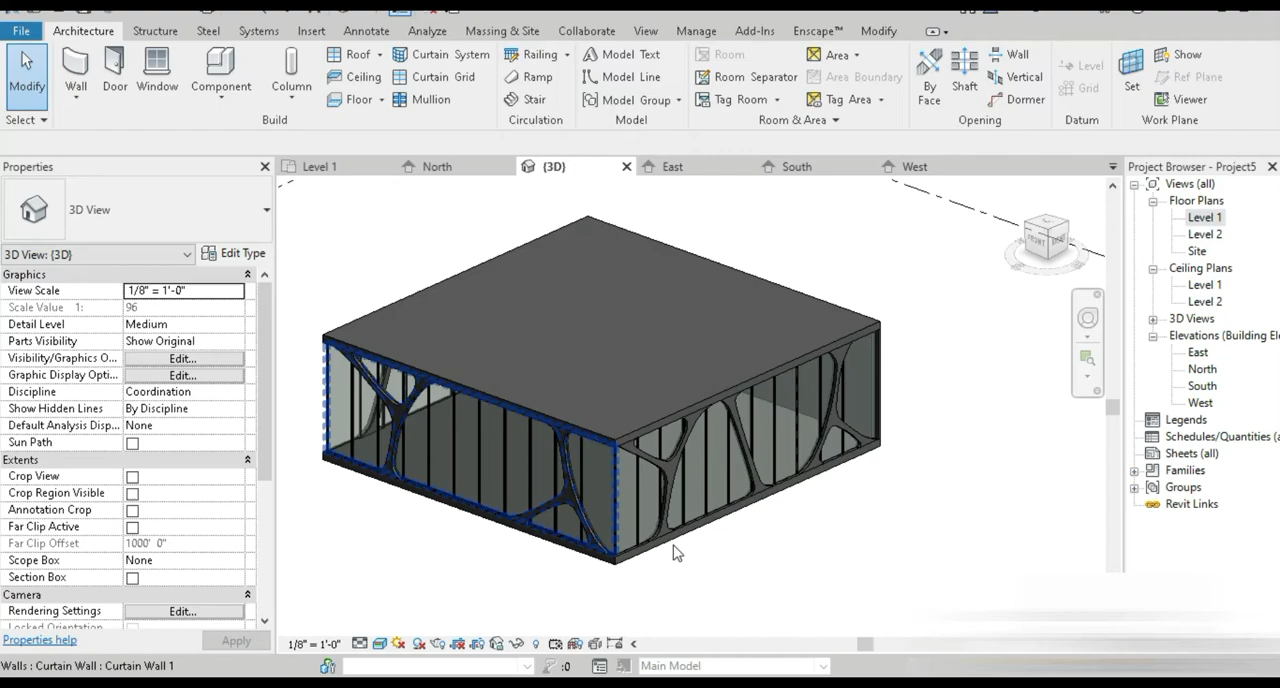 File Architecture Structure Steel Systems Insert Annotate Analyze Massing & Site Collaborate View Manage Add-Ins Enscape™ Modify
Roof Curtain System Railing Model Text Room Area Wall Level Show
Modify Wall Door Window Component Column Ceiling Curtain Grid Ramp Model Line Room Separator Area Boundary By Face Shaft Vertical Grid Set Ref Plane
Floor Mullion Stair Model Group Tag Room Tag Area Dormer Viewer
Select Build Circulation Model Room & Area Opening Datum Work Plane
Properties
Level 1 North {3D} East South West
Project Browser - Project5
3D View
3D View: {3D} Edit Type
Graphics
View Scale 1/8" = 1'-0"
Scale Value 1: 96
Detail Level Medium
Parts Visibility Show Original
Visibility/Graphics O... Edit...
Graphic Display Opti... Edit...
Discipline Coordination
Show Hidden Lines By Discipline
Default Analysis Disp... None
Sun Path
Extents
Crop View
Crop Region Visible
Annotation Crop
Far Clip Active
Far Clip Offset 1000' 0"
Scope Box None
Section Box
Camera
Rendering Settings Edit...
Properties help Apply
FRONT
Views (all)
Floor Plans
Level 1
Level 2
Site
Ceiling Plans
Level 1
Level 2
3D Views
Elevations (Building El
East
North
South
West
Legends
Schedules/Quantities (a
Sheets (all)
Families
Groups
Revit Links
1/8" = 1'-0"
Walls : Curtain Wall : Curtain Wall 1 :0 Main Model